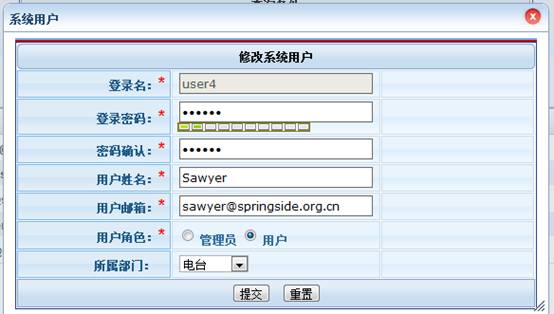 系统用户
修改系统用户
登录名：*
user4
登录密码：*
••••••
密码确认：*
••••••
用户姓名：*
Sawyer
用户邮箱：*
sawyer@springside.org.cn
用户角色：* 管理员 用户
所属部门： 电台
提交 重置